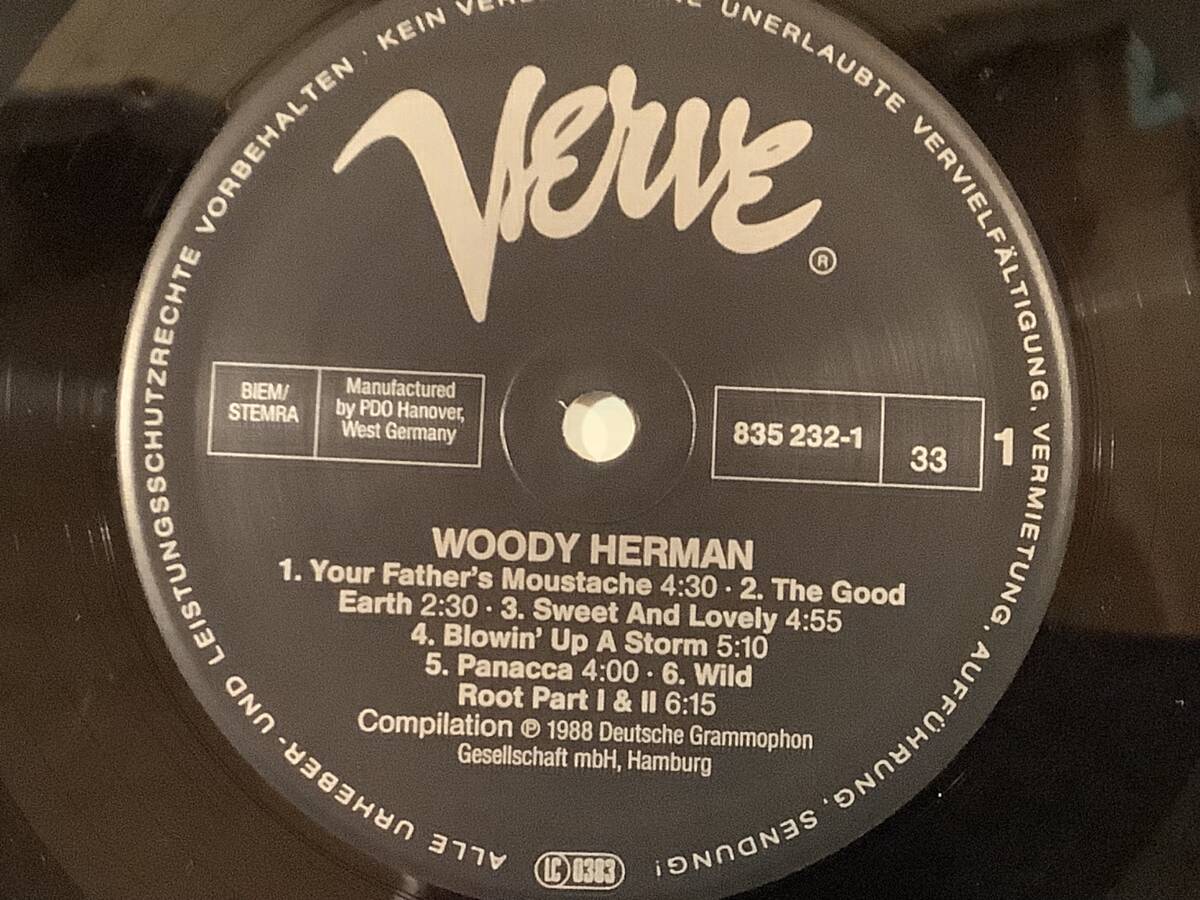 ALLE URHEBER- UND LEISTUNGSSCHUTZRECHTE VORBEHALTEN · KEIN UNERLAUBTE VERVIELFÄLTIGUNG, VERMIETUNG, AUFFÜHRUNG, SENDUNG!
Verve
®
BIEM/
STEMRA
Manufactured
by PDO Hanover,
West Germany
835 232-1
33
1
WOODY HERMAN
1. Your Father's Moustache 4:30 · 2. The Good
Earth 2:30 · 3. Sweet And Lovely 4:55
4. Blowin' Up A Storm 5:10
5. Panacca 4:00 · 6. Wild
Root Part I & II 6:15
Compilation ℗ 1988 Deutsche Grammophon
Gesellschaft mbH, Hamburg
LC 0383